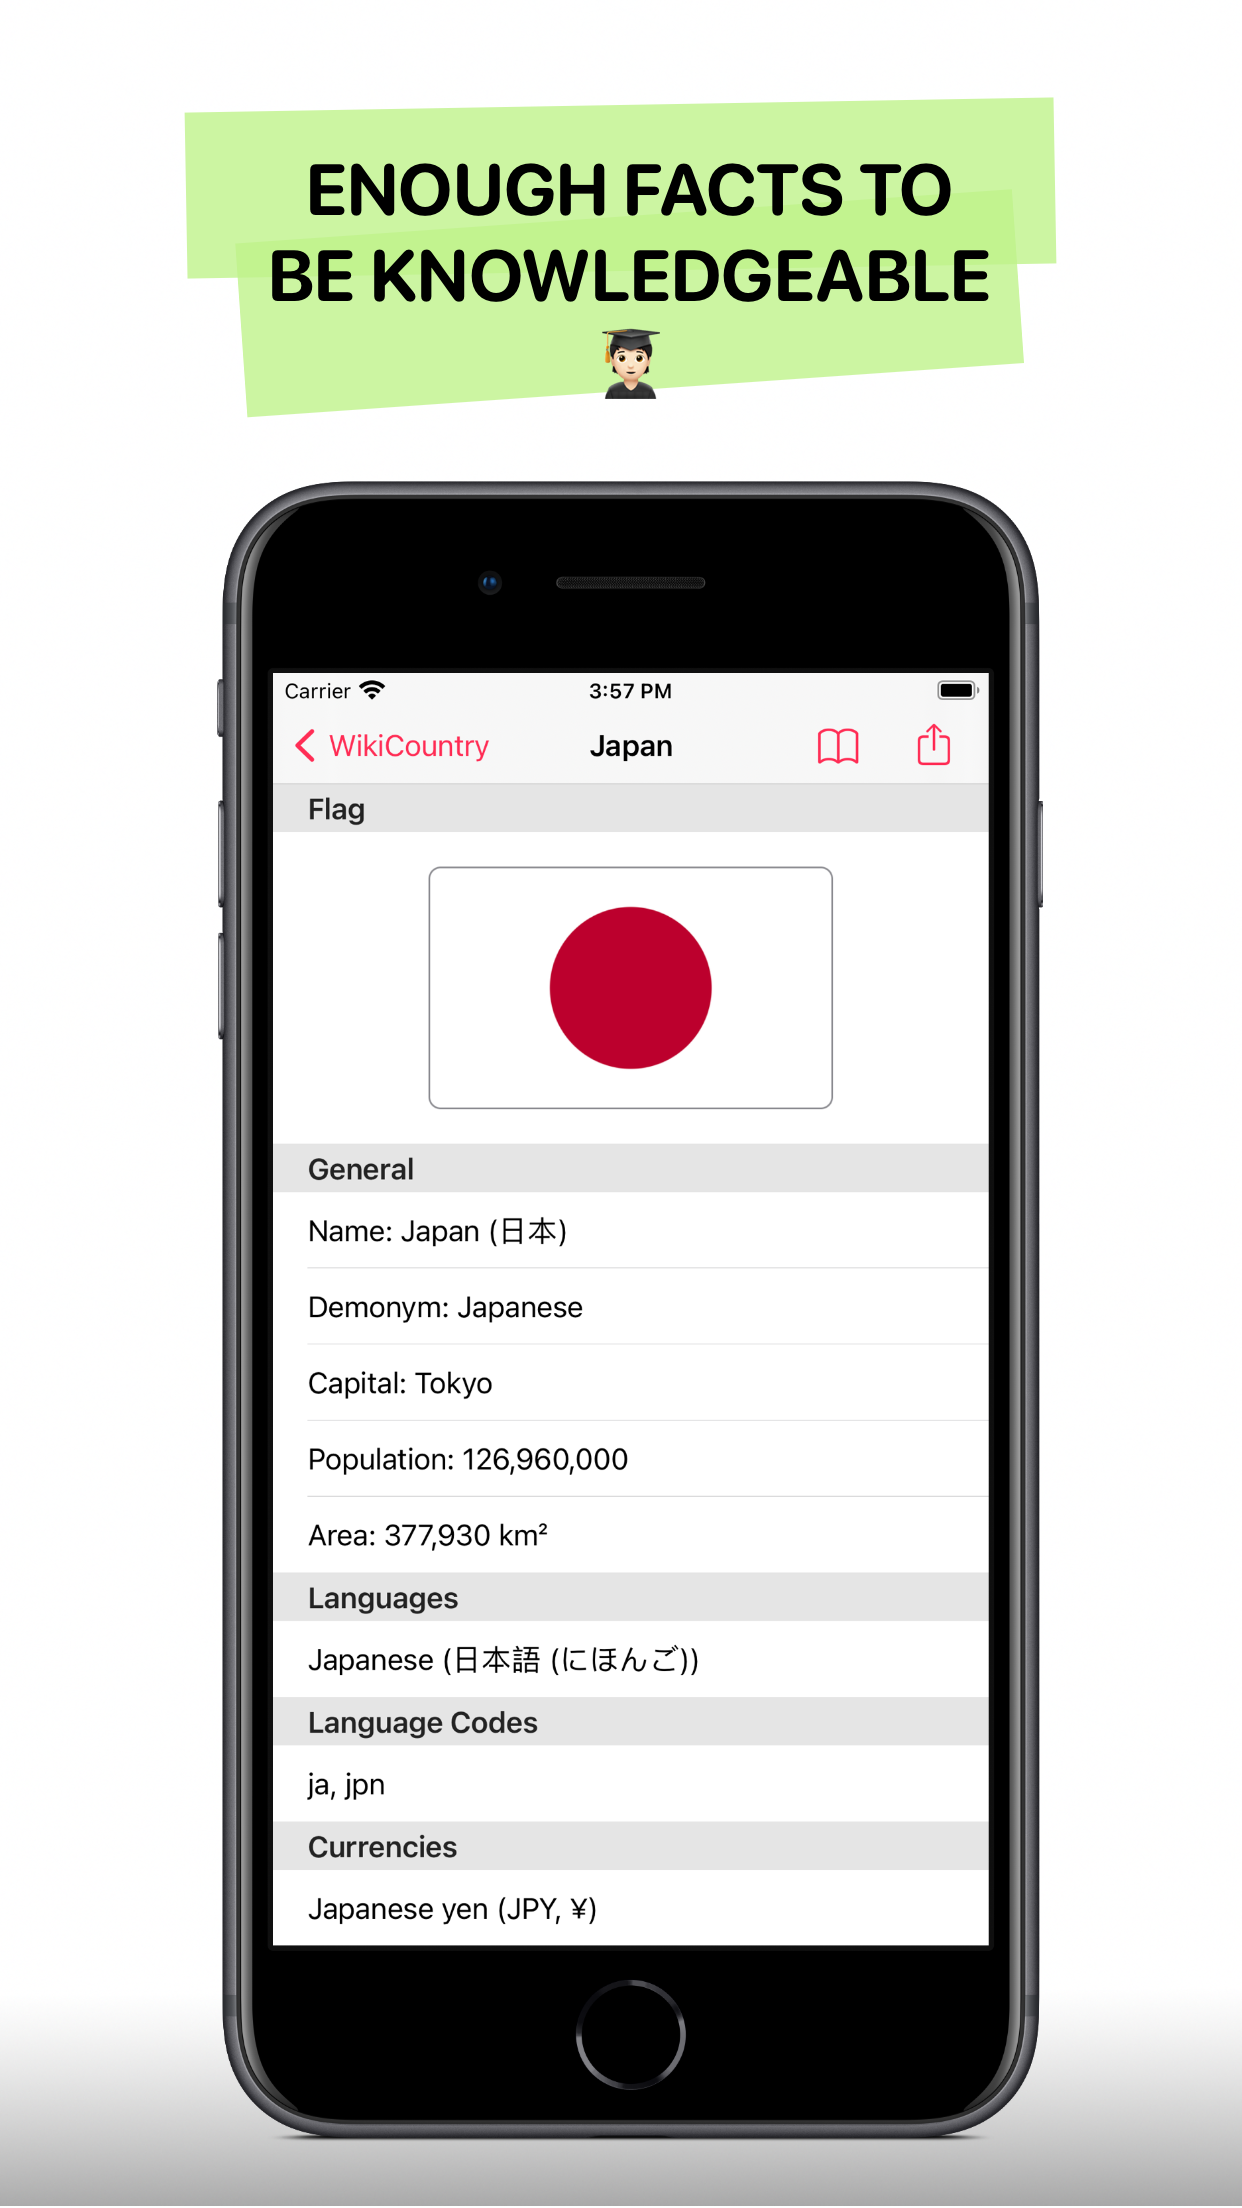 ENOUGH FACTS TO
BE KNOWLEDGEABLE
Carrier 3:57 PM
WikiCountry Japan
Flag
General
Name: Japan (日本)
Demonym: Japanese
Capital: Tokyo
Population: 126,960,000
Area: 377,930 km²
Languages
Japanese (日本語 (にほんご))
Language Codes
ja, jpn
Currencies
Japanese yen (JPY, ¥)